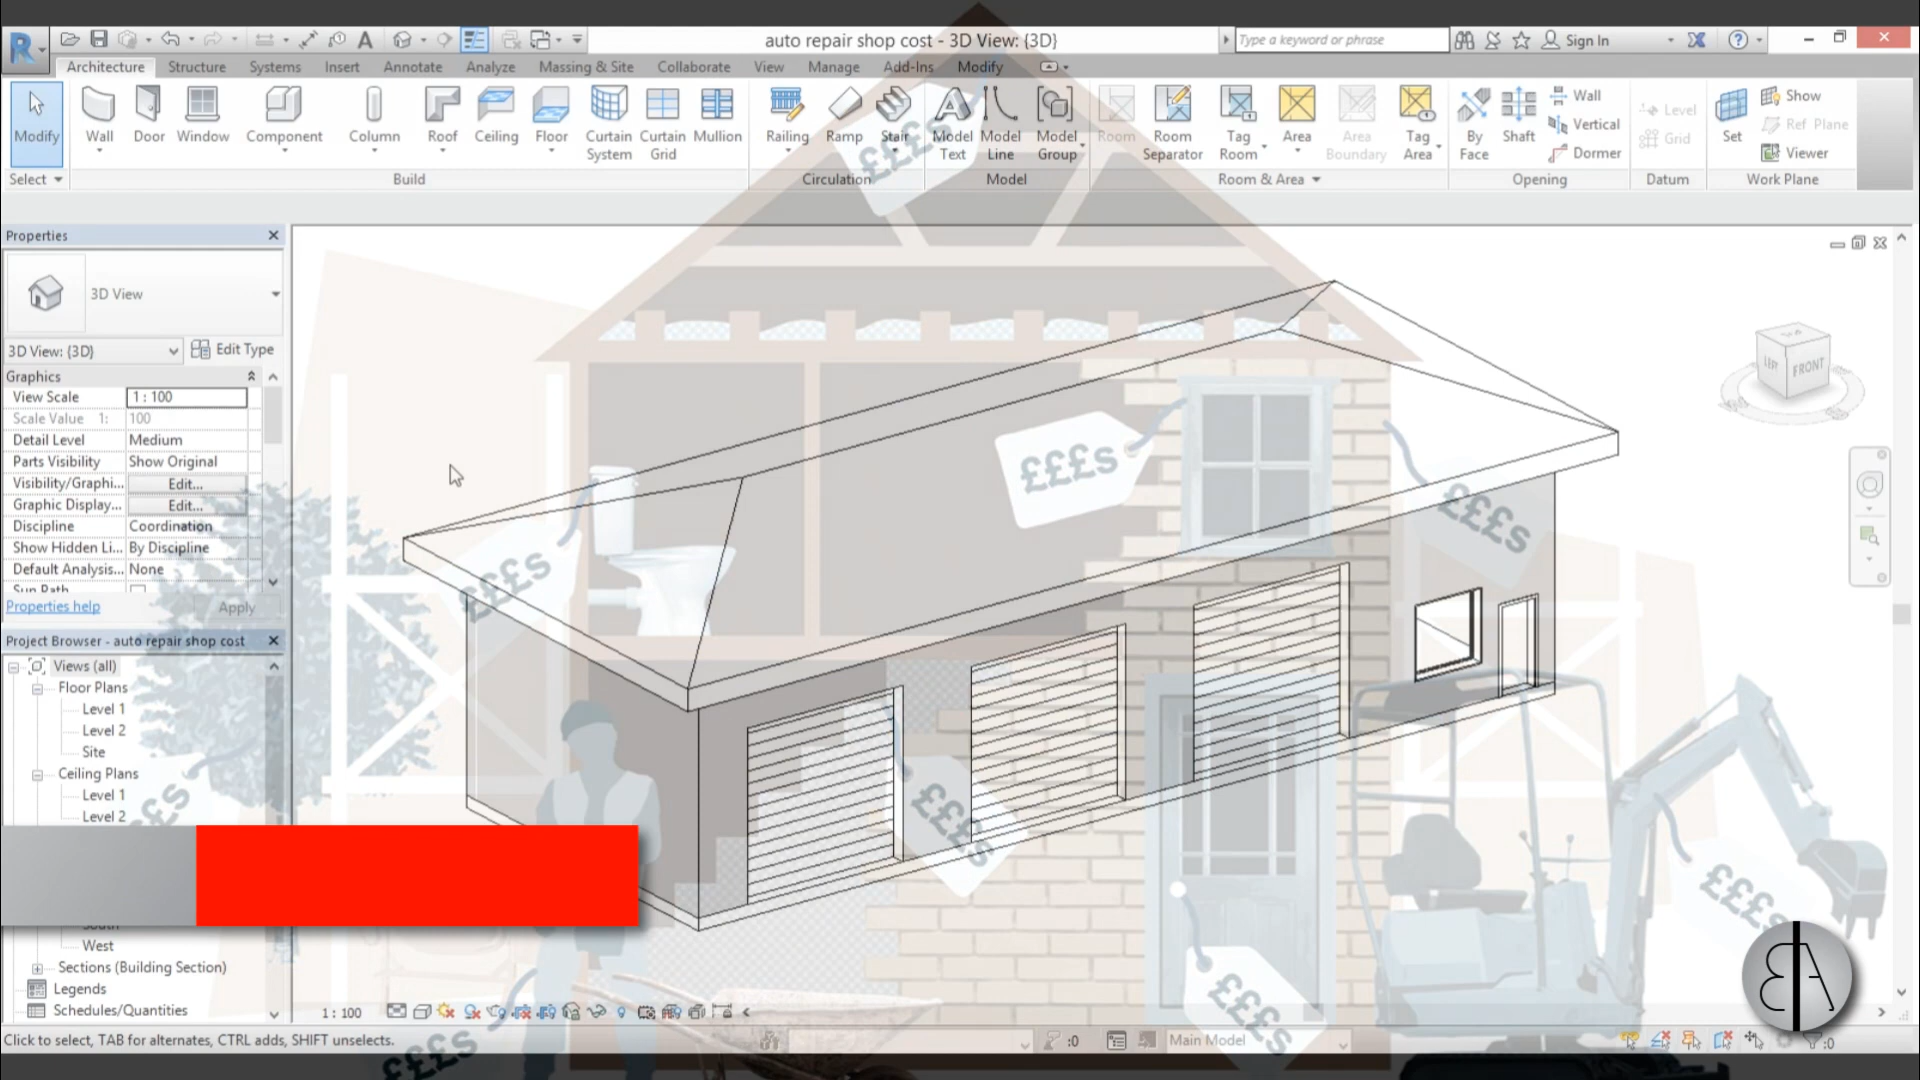 auto repair shop cost - 3D View: {3D}
Type a keyword or phrase
Sign In
Architecture Structure Systems Insert Annotate Analyze Massing & Site Collaborate View Manage Add-Ins Modify
Modify Wall Door Window Component Column Roof Ceiling Floor Curtain System Curtain Grid Mullion Railing Ramp Stair Model Text Model Line Model Group Room Room Separator Tag Room Area Area Boundary Tag Area By Face Shaft Wall Vertical Dormer Level Grid Set Show Ref Plane Viewer
Select Build Circulation Model Room & Area Opening Datum Work Plane
Properties
3D View
3D View: {3D} Edit Type
Graphics
View Scale 1 : 100
Scale Value 1: 100
Detail Level Medium
Parts Visibility Show Original
Visibility/Graphi... Edit...
Graphic Display... Edit...
Discipline Coordination
Show Hidden Li... By Discipline
Default Analysis... None
Sun Path
Properties help Apply
Project Browser - auto repair shop cost
Views (all)
Floor Plans
Level 1
Level 2
Site
Ceiling Plans
Level 1
Level 2
South
West
Sections (Building Section)
Legends
Schedules/Quantities
£££s
£££s
£££s
£££s
£££s
£££s
£££s
£££s
LEFT FRONT
1 : 100
Click to select, TAB for alternates, CTRL adds, SHIFT unselects.
:0
Main Model
:0